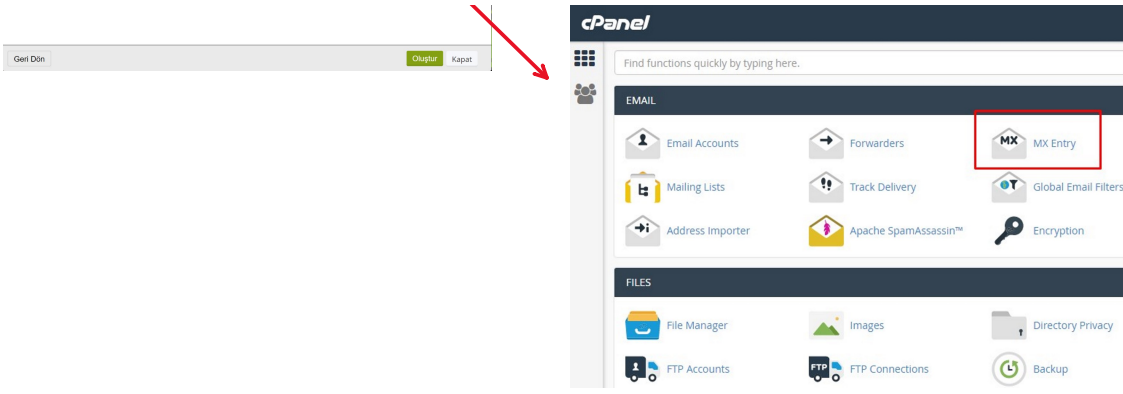 Geri Dön
Oluştur
Kapat
cPanel
Find functions quickly by typing here.
EMAIL
Email Accounts
Forwarders
MX
MX Entry
Mailing Lists
Track Delivery
Global Email Filters
Address Importer
Apache SpamAssassin™
Encryption
FILES
File Manager
Images
Directory Privacy
FTP Accounts
FTP
FTP Connections
Backup